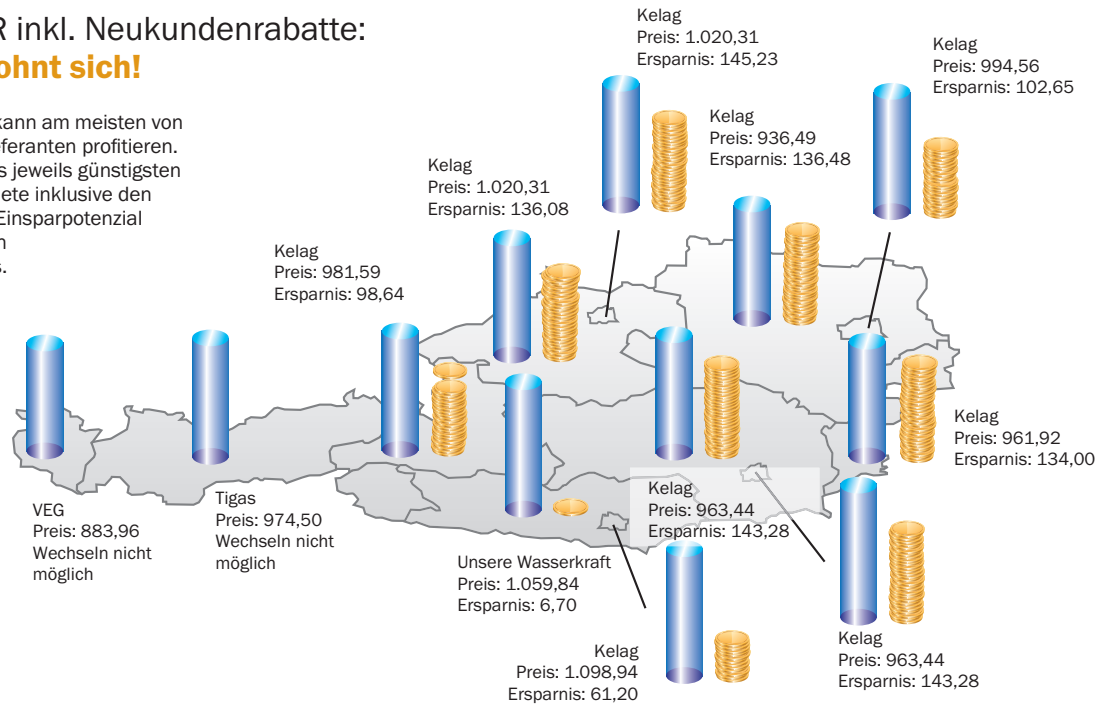 R inkl. Neukundenrabatte:
ohnt sich!
kann am meisten von
eferanten profitieren.
s jeweils günstigsten
ete inklusive den
Einsparpotenzial
n
s.
Kelag
Preis: 1.020,31
Ersparnis: 145,23
Kelag
Preis: 994,56
Ersparnis: 102,65
Kelag
Preis: 936,49
Ersparnis: 136,48
Kelag
Preis: 1.020,31
Ersparnis: 136,08
Kelag
Preis: 981,59
Ersparnis: 98,64
Kelag
Preis: 961,92
Ersparnis: 134,00
VEG
Preis: 883,96
Wechseln nicht
möglich
Tigas
Preis: 974,50
Wechseln nicht
möglich
Kelag
Preis: 963,44
Ersparnis: 143,28
Unsere Wasserkraft
Preis: 1.059,84
Ersparnis: 6,70
Kelag
Preis: 1.098,94
Ersparnis: 61,20
Kelag
Preis: 963,44
Ersparnis: 143,28